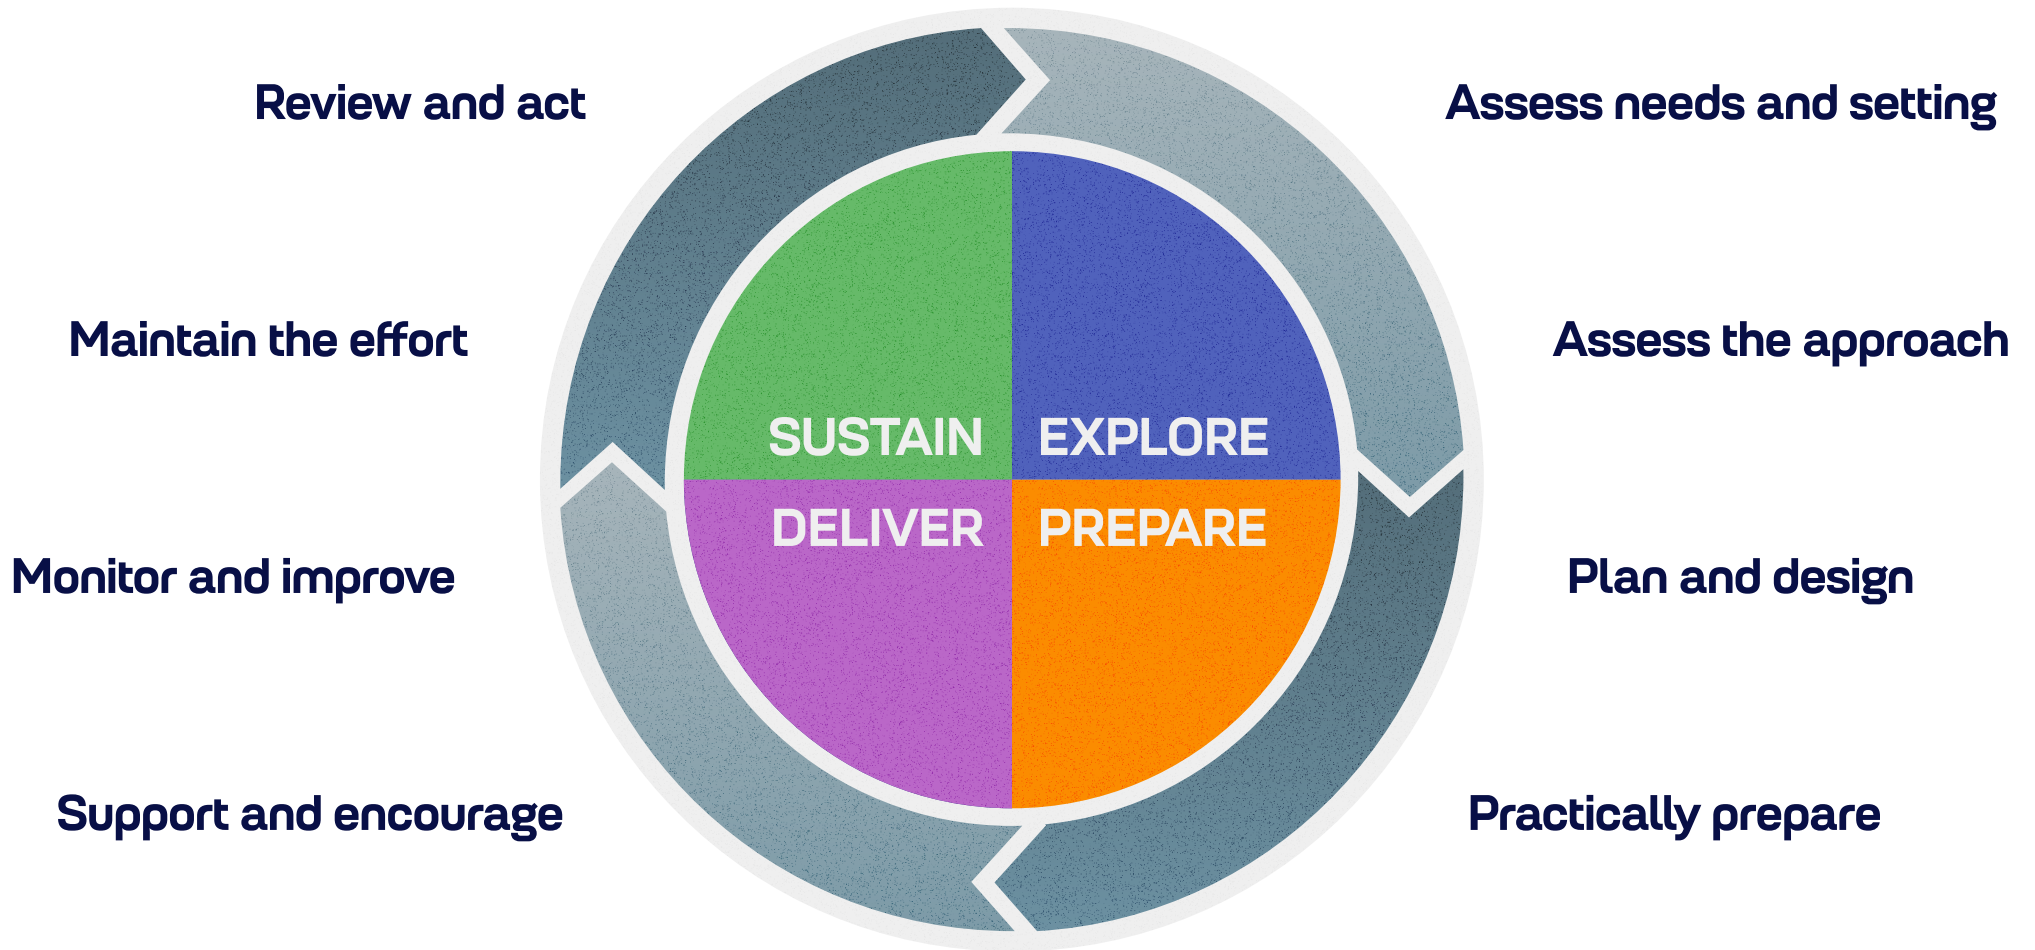 Review and act
Assess needs and setting
Maintain the effort
Assess the approach
SUSTAIN
EXPLORE
DELIVER
PREPARE
Monitor and improve
Plan and design
Support and encourage
Practically prepare